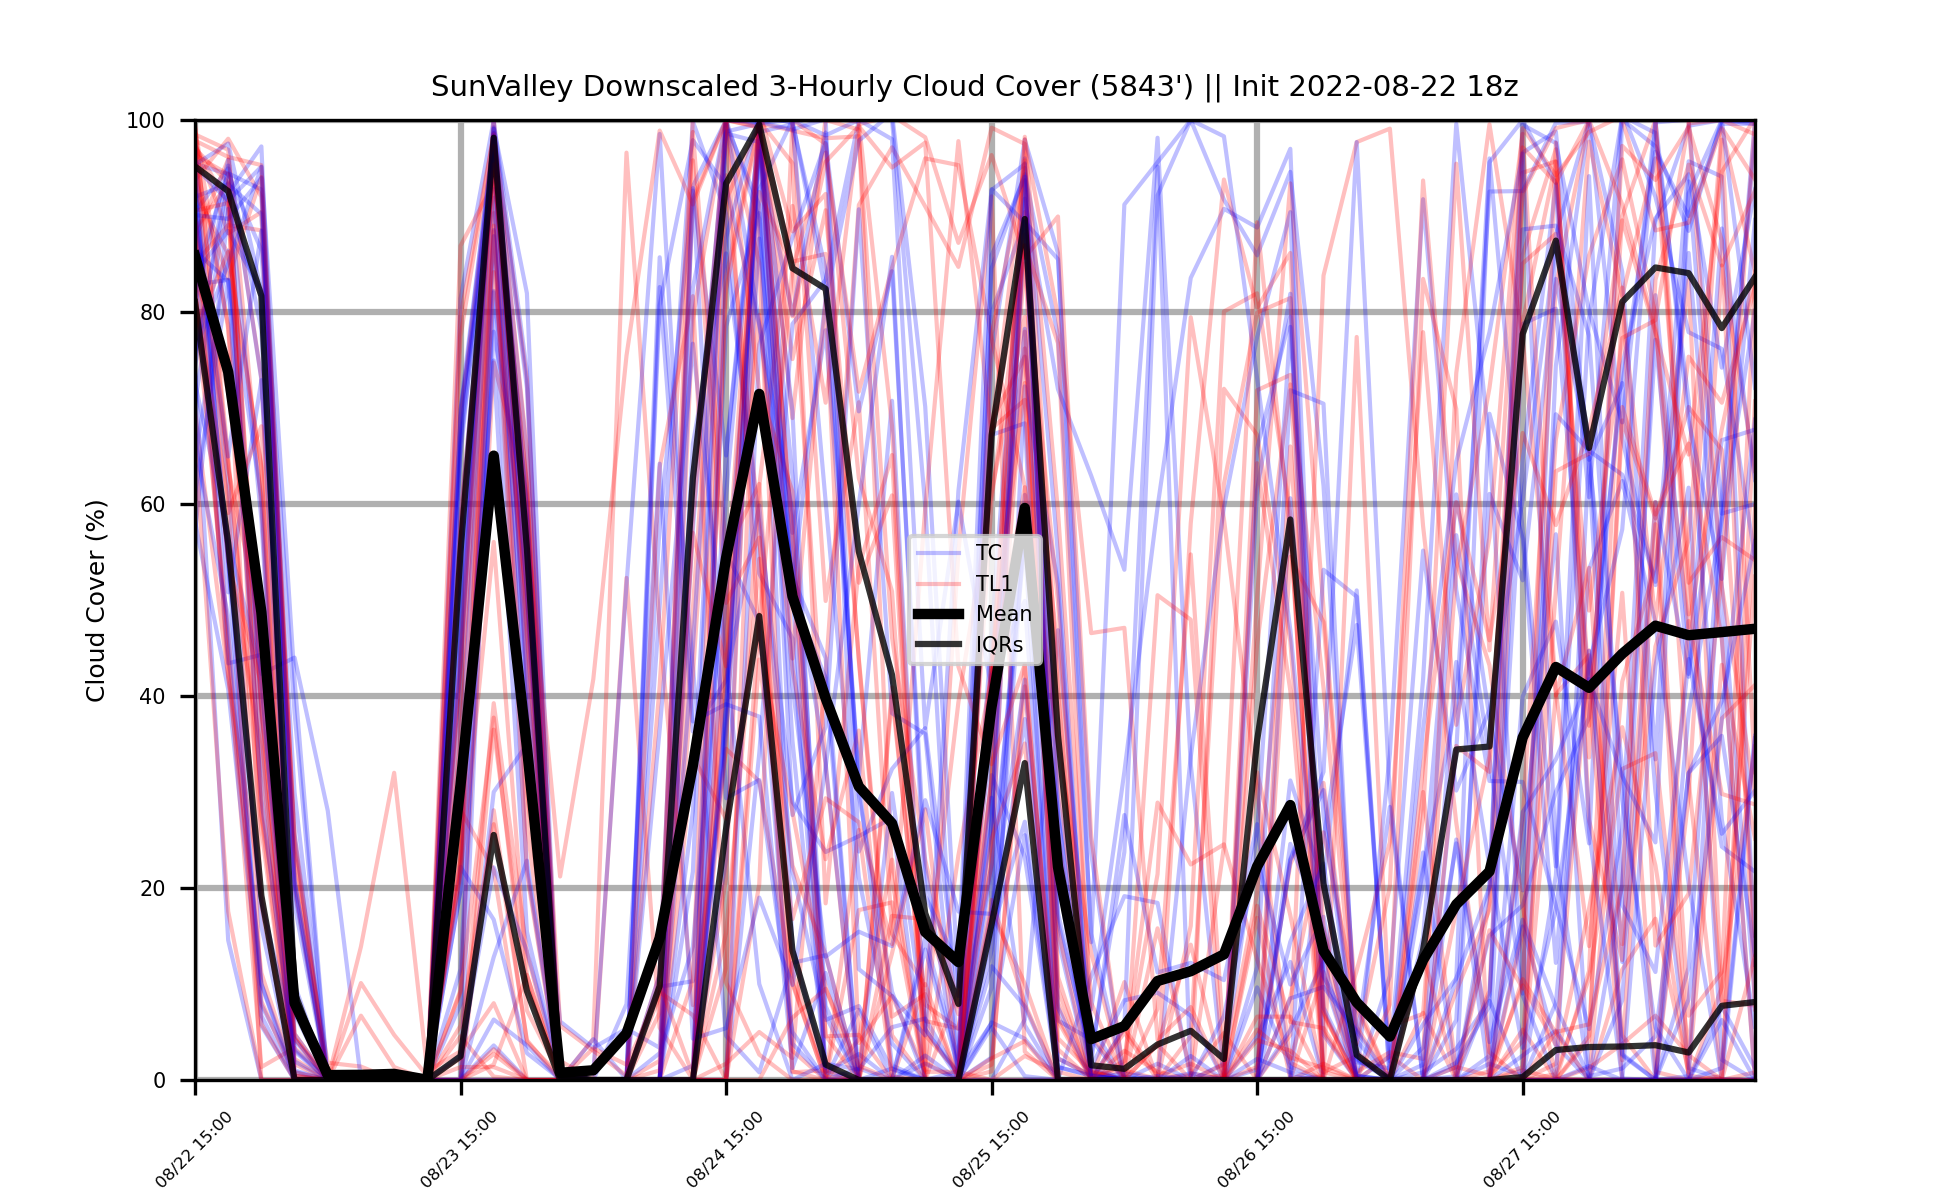 SunValley Downscaled 3-Hourly Cloud Cover (5843') || Init 2022-08-22 18z
Cloud Cover (%)
100
80
60
40
20
0
TC
TL1
Mean
IQRs
08/22 15:00
08/23 15:00
08/24 15:00
08/25 15:00
08/26 15:00
08/27 15:00